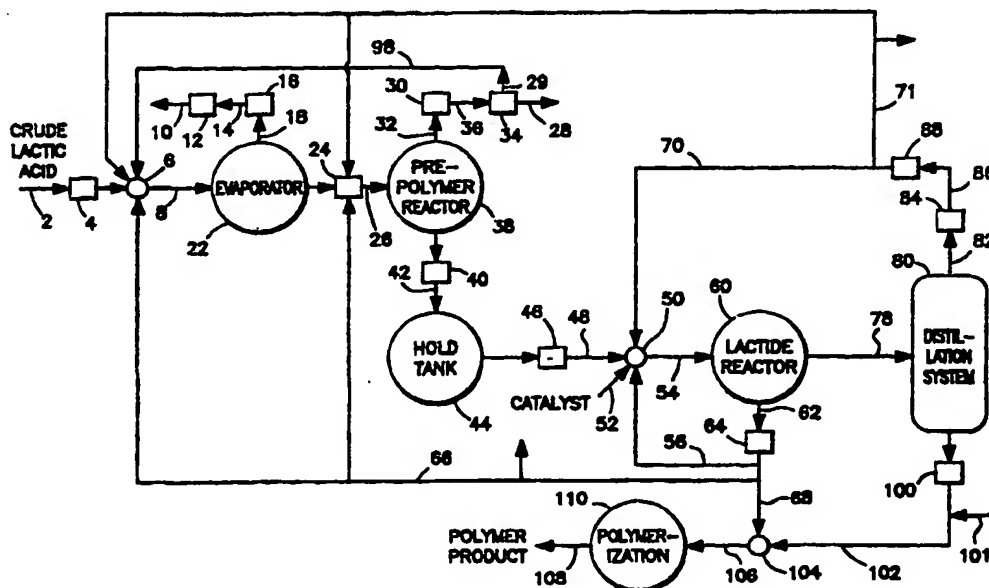 98
71
CRUDE
LACTIC
ACID
2
4
6
8
10
12
14
16
18
EVAPORATOR
22
24
26
30
32
36
29
34
28
PRE-
POLYMER
REACTOR
38
42
40
HOLD
TANK
44
46
48
50
CATALYST
52
54
60
LACTIDE
REACTOR
62
64
56
66
68
70
88
86
84
82
80
78
DISTIL-
LATION
SYSTEM
100
101
102
104
106
110
POLYMER-
IZATION
108
POLYMER
PRODUCT